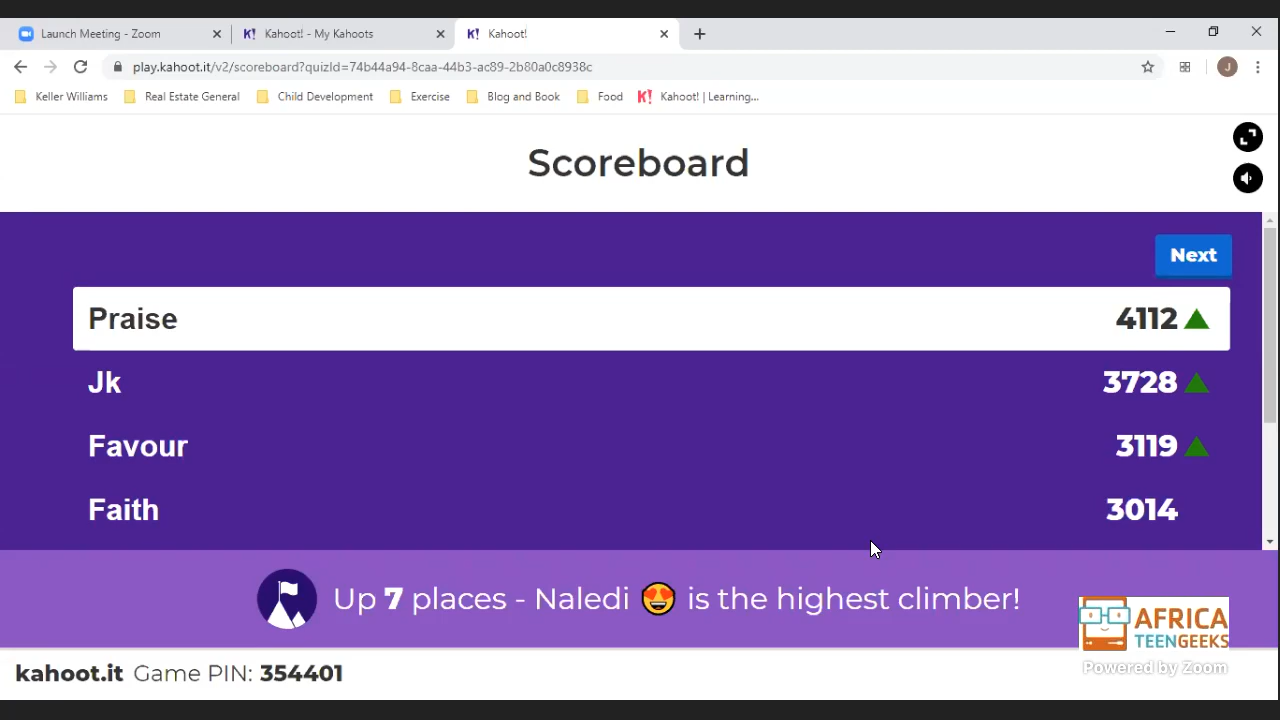 Launch Meeting - Zoom
K! Kahoot! - My Kahoots
K! Kahoot!
play.kahoot.it/v2/scoreboard?quizId=74b44a94-8caa-44b3-ac89-2b80a0c8938c
J
Keller Williams
Real Estate General
Child Development
Exercise
Blog and Book
Food
K! Kahoot! | Learning...
Scoreboard
Next
Praise 4112
Jk 3728
Favour 3119
Faith 3014
Up 7 places - Naledi 😍 is the highest climber!
AFRICA
TEENGEEKS
Powered by Zoom
kahoot.it Game PIN: 354401